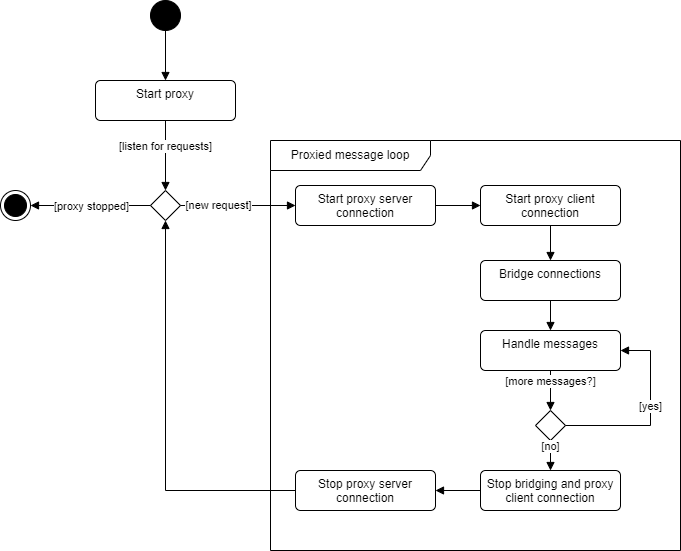 Start proxy
[listen for requests]
Proxied message loop
[proxy stopped]
[new request]
Start proxy server
connection
Start proxy client
connection
Bridge connections
Handle messages
[more messages?]
[yes]
[no]
Stop proxy server
connection
Stop bridging and proxy
client connection